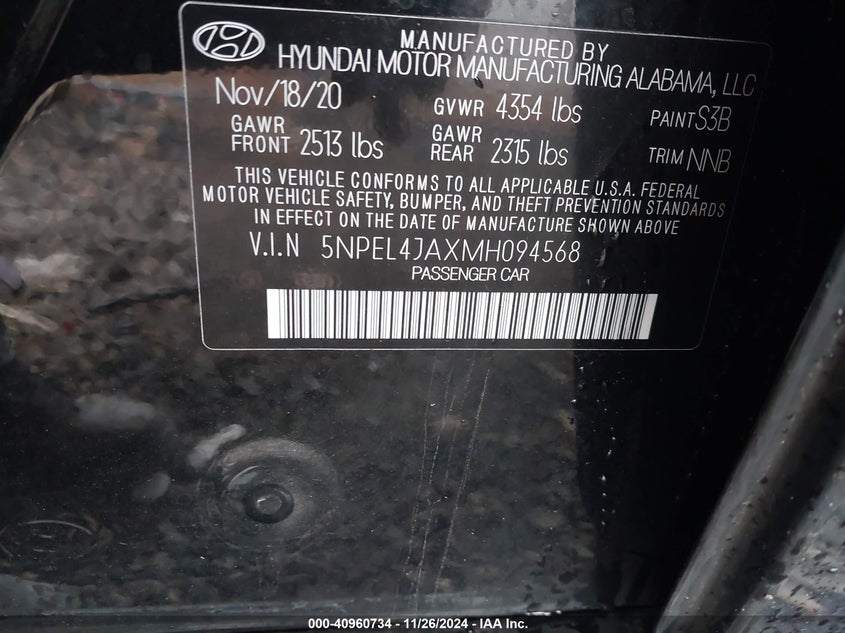 MANUFACTURED BY
HYUNDAI MOTOR MANUFACTURING ALABAMA, LLC
Nov/18/20 GVWR 4354 lbs PAINT S3B
GAWR FRONT 2513 lbs GAWR REAR 2315 lbs TRIM NNB
THIS VEHICLE CONFORMS TO ALL APPLICABLE U.S.A. FEDERAL
MOTOR VEHICLE SAFETY, BUMPER, AND THEFT PREVENTION STANDARDS
IN EFFECT ON THE DATE OF MANUFACTURE SHOWN ABOVE
V.I.N 5NPEL4JAXMH094568
PASSENGER CAR
000-40960734 — 11/26/2024 — IAA Inc.